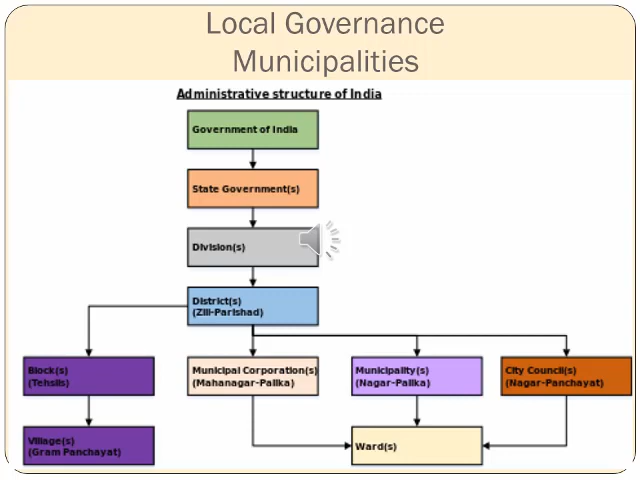 Local Governance
Municipalities
Administrative structure of India
Government of India
State Government(s)
Division(s)
District(s)
(Zill-Parishad)
Block(s)
(Tehsils)
Municipal Corporation(s)
(Mahanagar-Palika)
Municipality(s)
(Nagar-Palika)
City Council(s)
(Nagar-Panchayat)
Village(s)
(Gram Panchayat)
Ward(s)